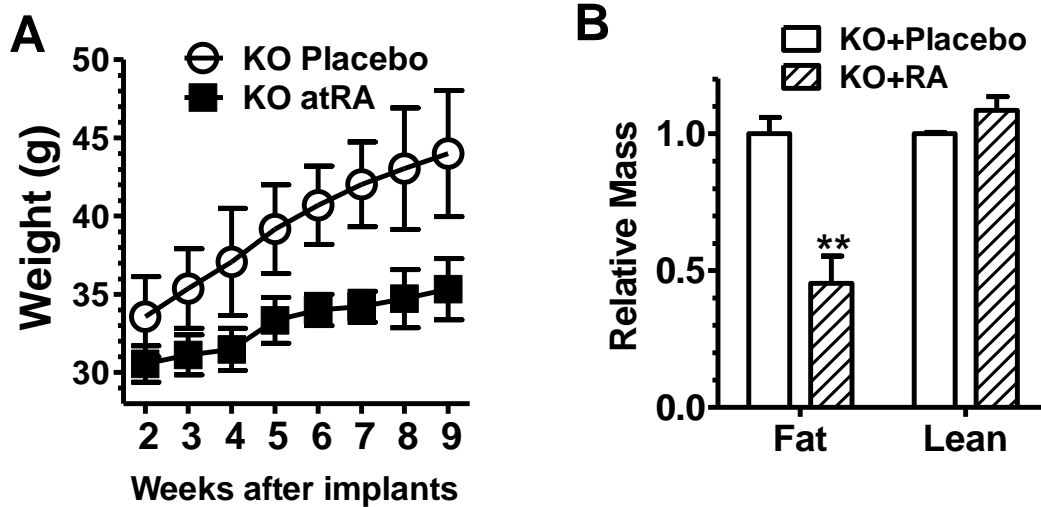 A
KO Placebo
KO atRA
Weight (g)
50
45
40
35
30
2 3 4 5 6 7 8 9
Weeks after implants
B
KO+Placebo
KO+RA
Relative Mass
1.0
0.5
0.0
**
Fat Lean